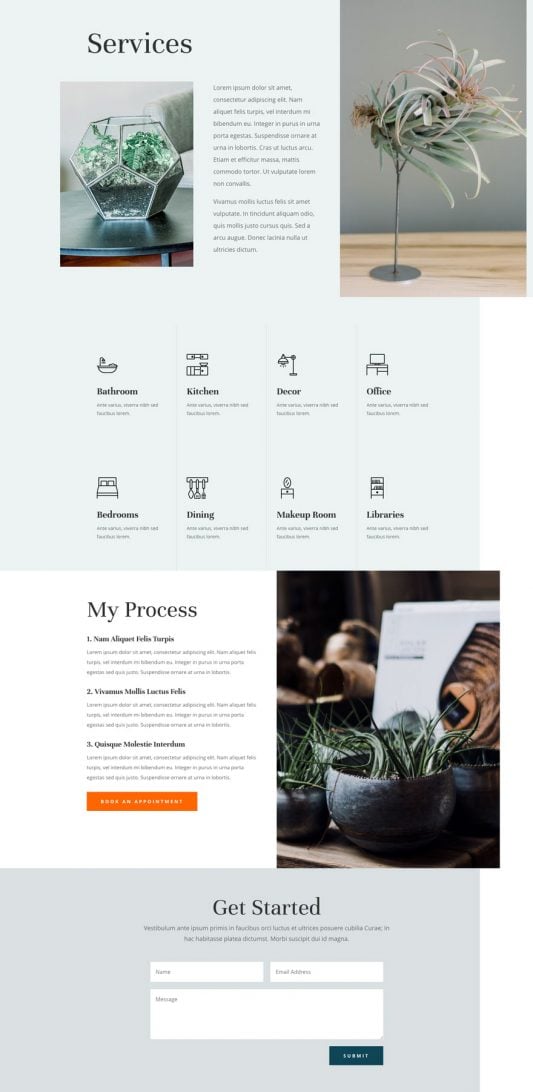 Services
Lorem ipsum dolor sit amet,
consectetur adipiscing elit. Nam
aliquet felis turpis, vel interdum mi
bibendum eu. Integer in purus in urna
porta egestas. Suspendisse ornare at
urna in lobortis. Cras ut luctus arcu.
Etiam et efficitur massa, mattis
commodo tortor. Ut vulputate lorem
non convallis.
Vivamus mollis luctus felis sit amet
vulputate. In tincidunt aliquam odio,
quis mollis justo cursus quis. Sed a
arcu augue. Donec lacinia nulla ut
ultricies dictum.
Bathroom
Ante varius, viverra nibh sed
faucibus lorem.
Kitchen
Ante varius, viverra nibh sed
faucibus lorem.
Decor
Ante varius, viverra nibh sed
faucibus lorem.
Office
Ante varius, viverra nibh sed
faucibus lorem.
Bedrooms
Ante varius, viverra nibh sed
faucibus lorem.
Dining
Ante varius, viverra nibh sed
faucibus lorem.
Makeup Room
Ante varius, viverra nibh sed
faucibus lorem.
Libraries
Ante varius, viverra nibh sed
faucibus lorem.
My Process
1. Nam Aliquet Felis Turpis
Lorem ipsum dolor sit amet, consectetur adipiscing elit. Nam aliquet felis
turpis, vel interdum mi bibendum eu. Integer in purus in urna porta
egestas sed quis justo. Suspendisse ornare at urna in lobortis.
2. Vivamus Mollis Luctus Felis
Lorem ipsum dolor sit amet, consectetur adipiscing elit. Nam aliquet felis
turpis, vel interdum mi bibendum eu. Integer in purus in urna porta
egestas sed quis justo. Suspendisse ornare at urna in lobortis.
3. Quisque Molestie Interdum
Lorem ipsum dolor sit amet, consectetur adipiscing elit. Nam aliquet felis
turpis, vel interdum mi bibendum eu. Integer in purus in urna porta
egestas sed quis justo. Suspendisse ornare at urna in lobortis.
BOOK AN APPOINTMENT
Get Started
Vestibulum ante ipsum primis in faucibus orci luctus et ultrices posuere cubilia Curae; In
hac habitasse platea dictumst. Morbi suscipit dui id magna.
Name
Email Address
Message
SUBMIT